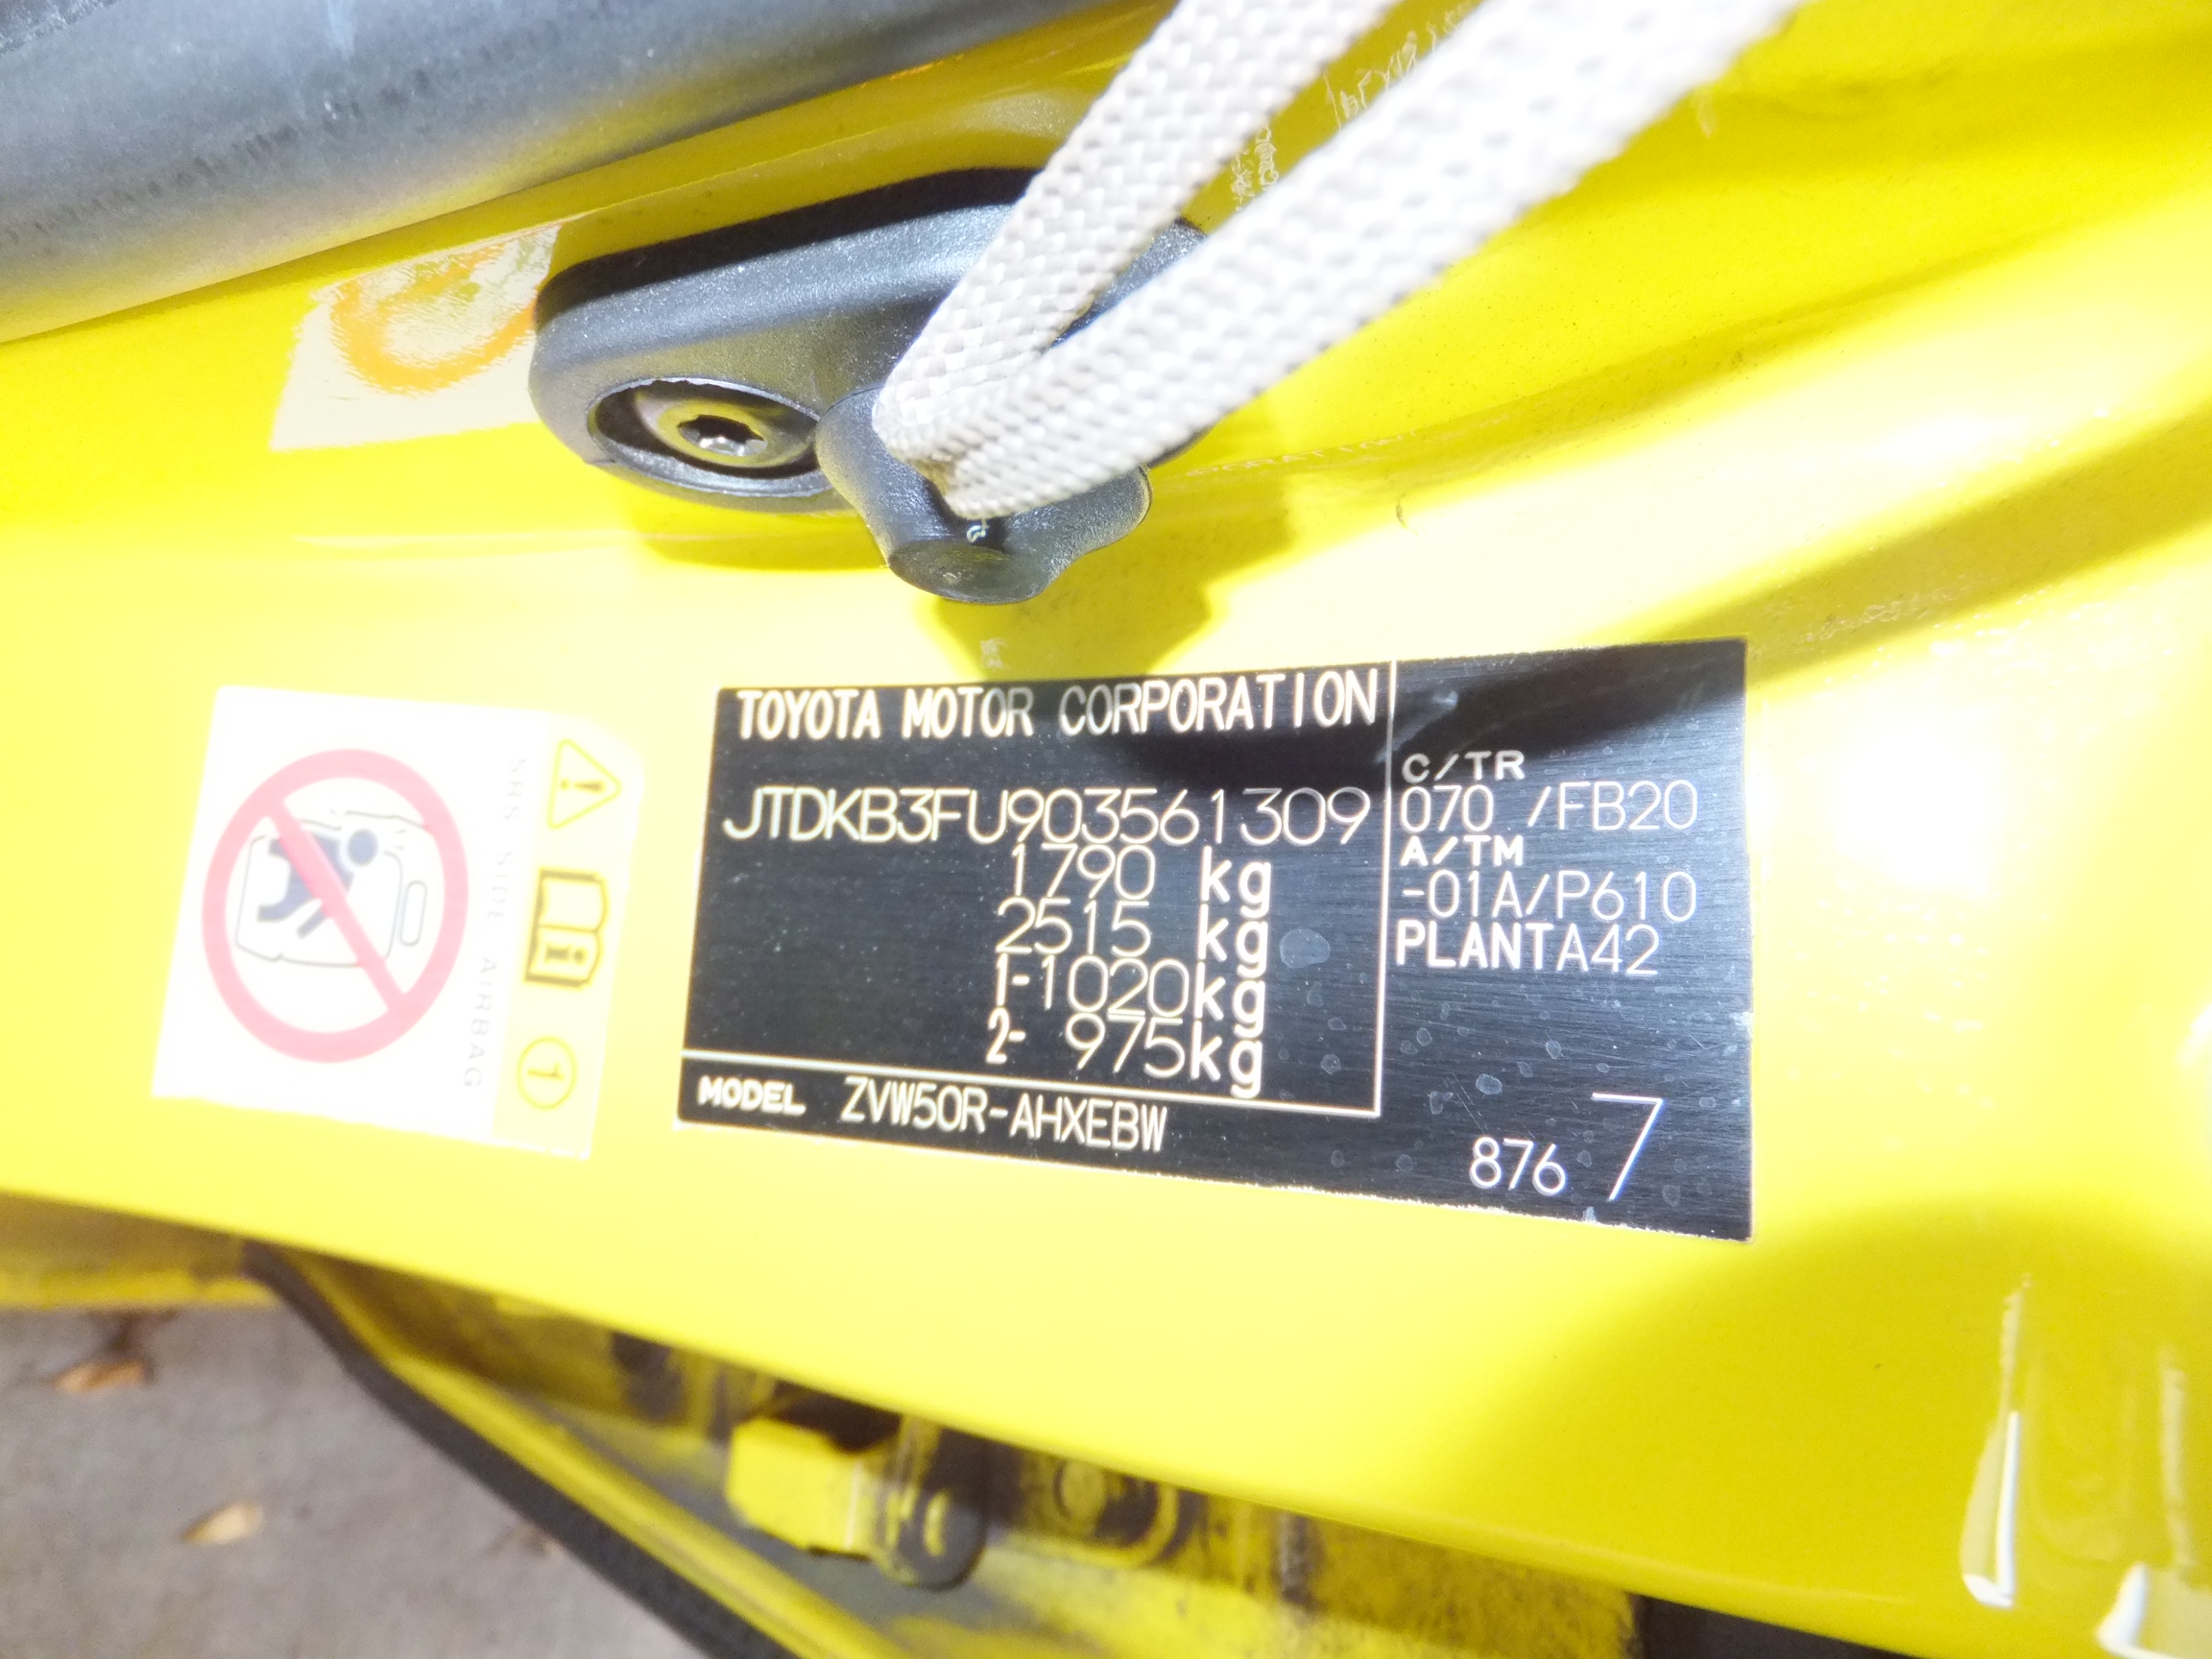 TOYOTA MOTOR CORPORATION
JTDKB3FU903561309
1790 kg
2515 kg
1-1020kg
2- 975kg
MODEL ZVW50R-AHXEBW
C/TR
070 /FB20
A/TM
-01A/P610
PLANTA42
876 7
SRS SIDE AIRBAG
i
1